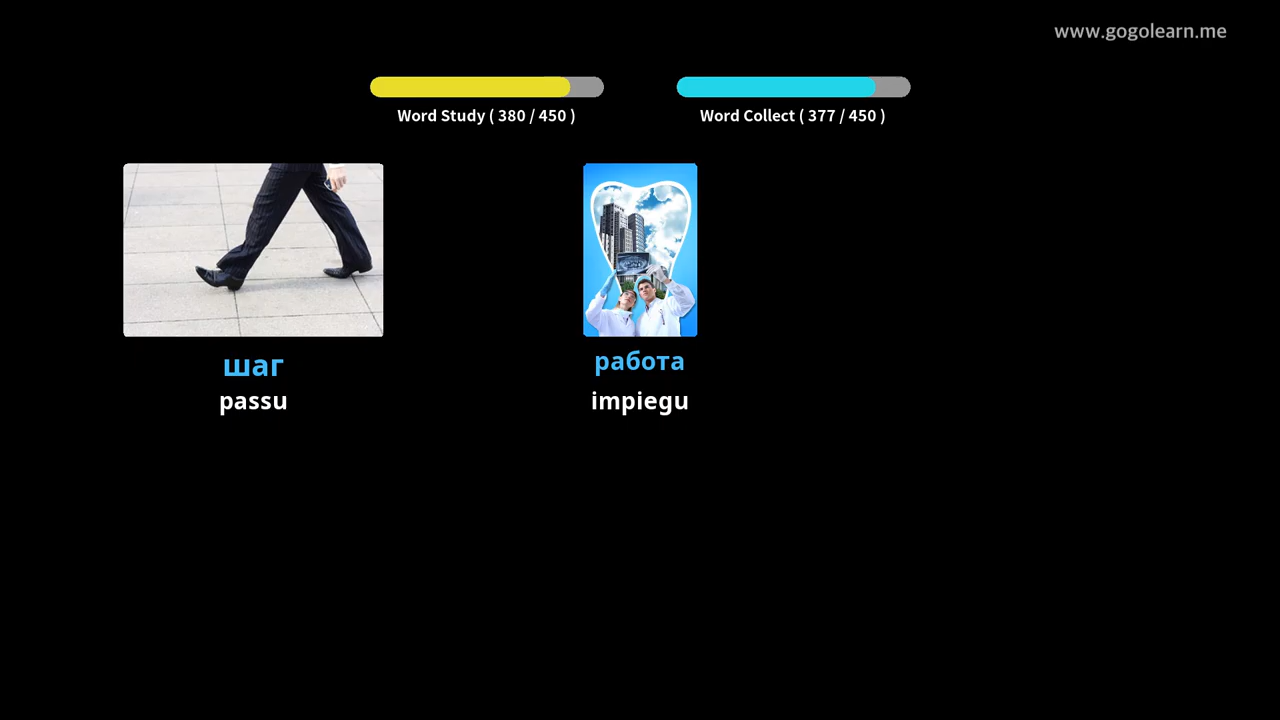 www.gogolearn.me
Word Study ( 380 / 450 )
Word Collect ( 377 / 450 )
шаг
passu
работа
impiegu